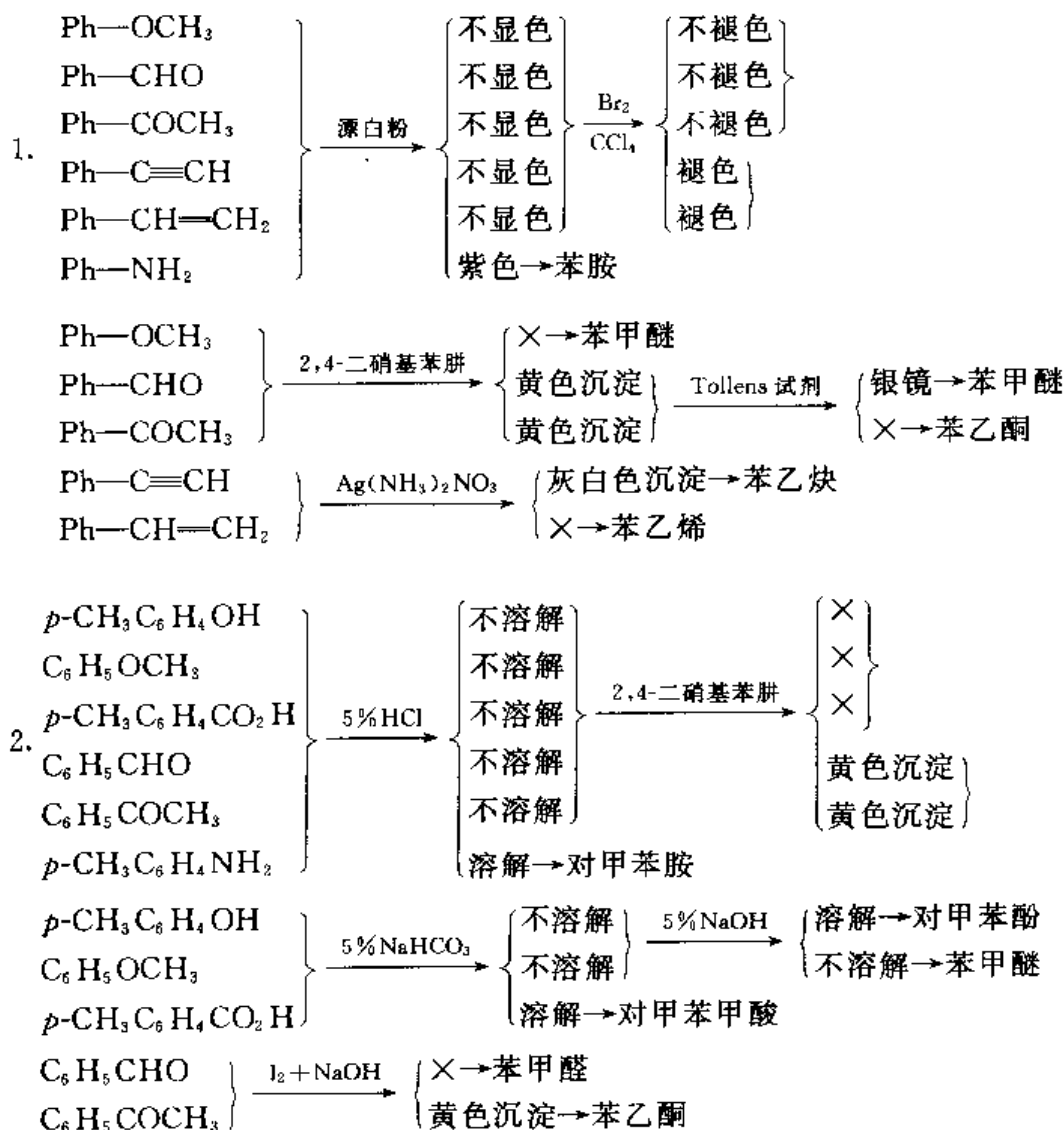 1.
Ph—OCH₃ 不显色 不褪色
Ph—CHO 不显色 不褪色
Ph—COCH₃ 漂白粉 不显色 Br₂ CCl₄ 不褪色
Ph—C≡CH 不显色 褪色
Ph—CH=CH₂ 不显色 褪色
Ph—NH₂ 紫色→苯胺
Ph—OCH₃ ×→苯甲醚
Ph—CHO 2,4-二硝基苯肼 黄色沉淀 Tollens 试剂 银镜→苯甲醚
Ph—COCH₃ 黄色沉淀 ×→苯乙酮
Ph—C≡CH Ag(NH₃)₂NO₃ 灰白色沉淀→苯乙炔
Ph—CH=CH₂ ×→苯乙烯
2.
p-CH₃C₆H₄OH 不溶解 ×
C₆H₅OCH₃ 不溶解 ×
p-CH₃C₆H₄CO₂H 5%HCl 不溶解 2,4-二硝基苯肼 ×
C₆H₅CHO 不溶解 黄色沉淀
C₆H₅COCH₃ 不溶解 黄色沉淀
p-CH₃C₆H₄NH₂ 溶解→对甲苯胺
p-CH₃C₆H₄OH 不溶解 5%NaOH 溶解→对甲苯酚
C₆H₅OCH₃ 5%NaHCO₃ 不溶解 不溶解→苯甲醚
p-CH₃C₆H₄CO₂H 溶解→对甲苯甲酸
C₆H₅CHO I₂+NaOH ×→苯甲醛
C₆H₅COCH₃ 黄色沉淀→苯乙酮